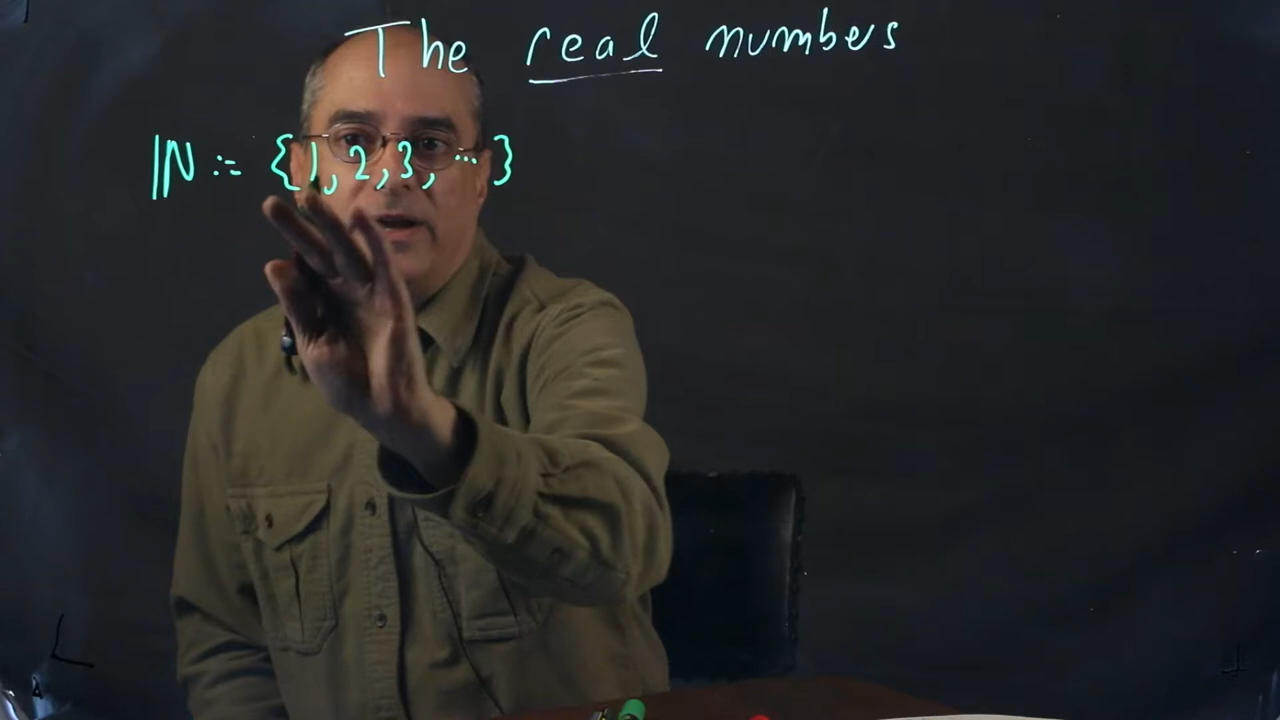 The real numbers
ℕ := {1, 2, 3, ... }